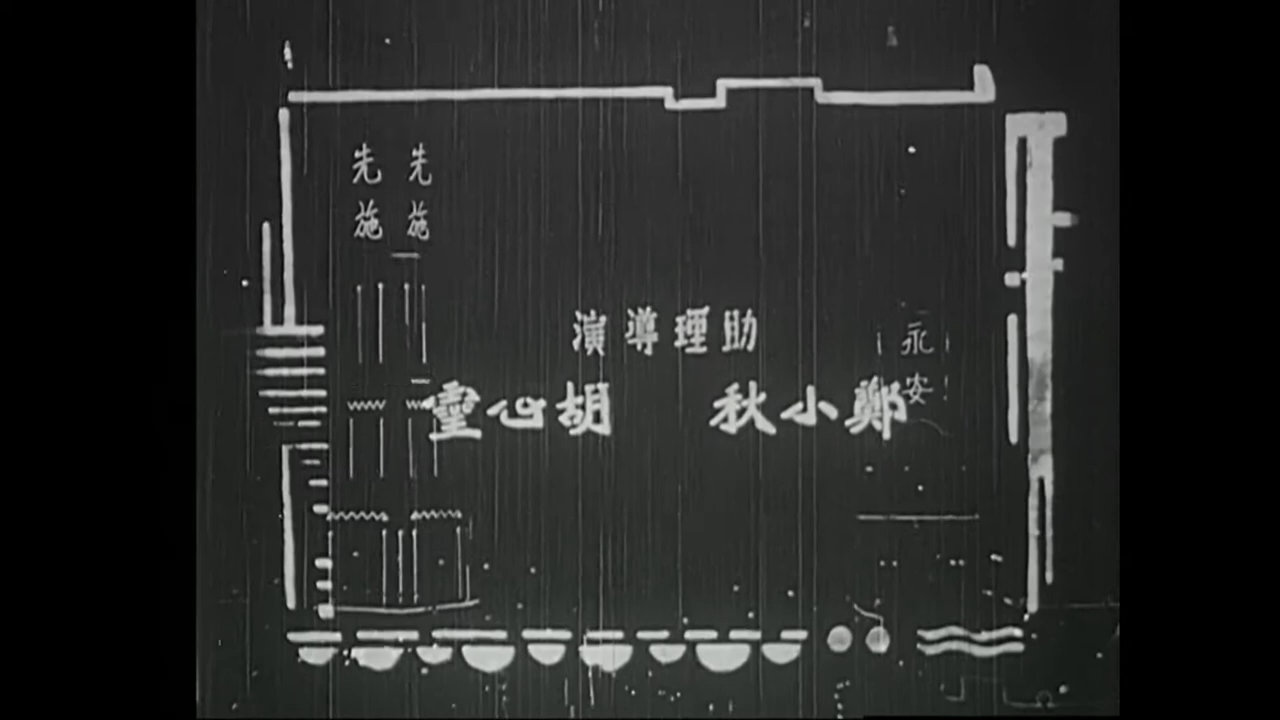 先施
先施
助理導演
鄭小秋 胡心靈
永安